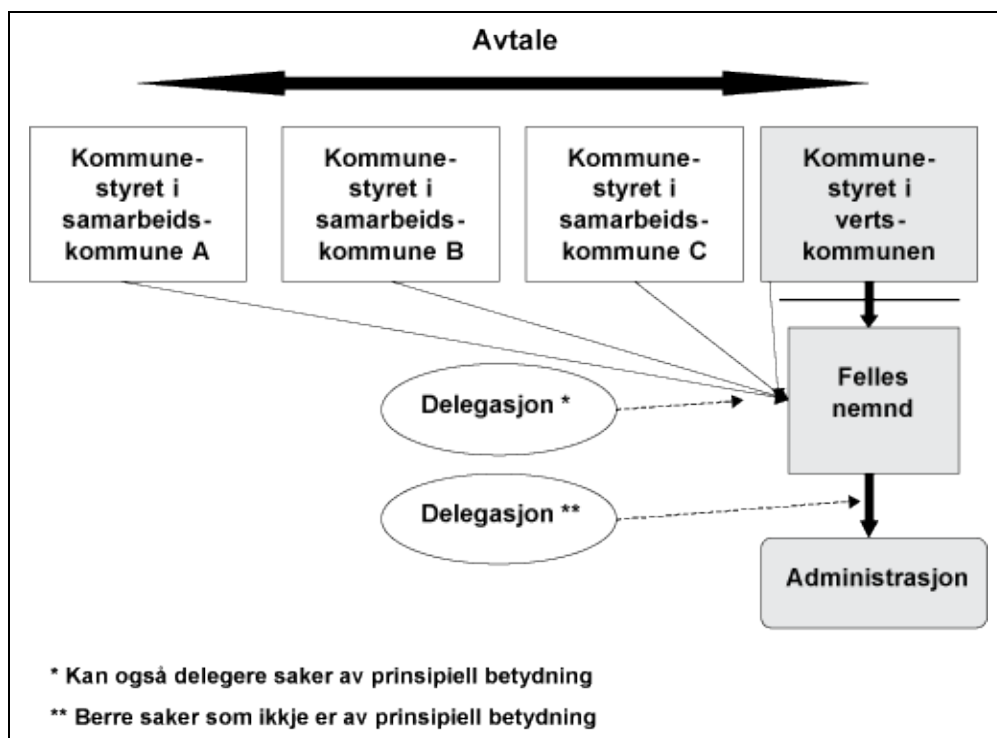 Avtale
Kommune-
styret i
samarbeids-
kommune A
Kommune-
styret i
samarbeids-
kommune B
Kommune-
styret i
samarbeids-
kommune C
Kommune-
styret i
verts-
kommunen
Felles
nemnd
Delegasjon *
Delegasjon **
Administrasjon
* Kan også delegere saker av prinsipiell betydning
** Berre saker som ikkje er av prinsipiell betydning